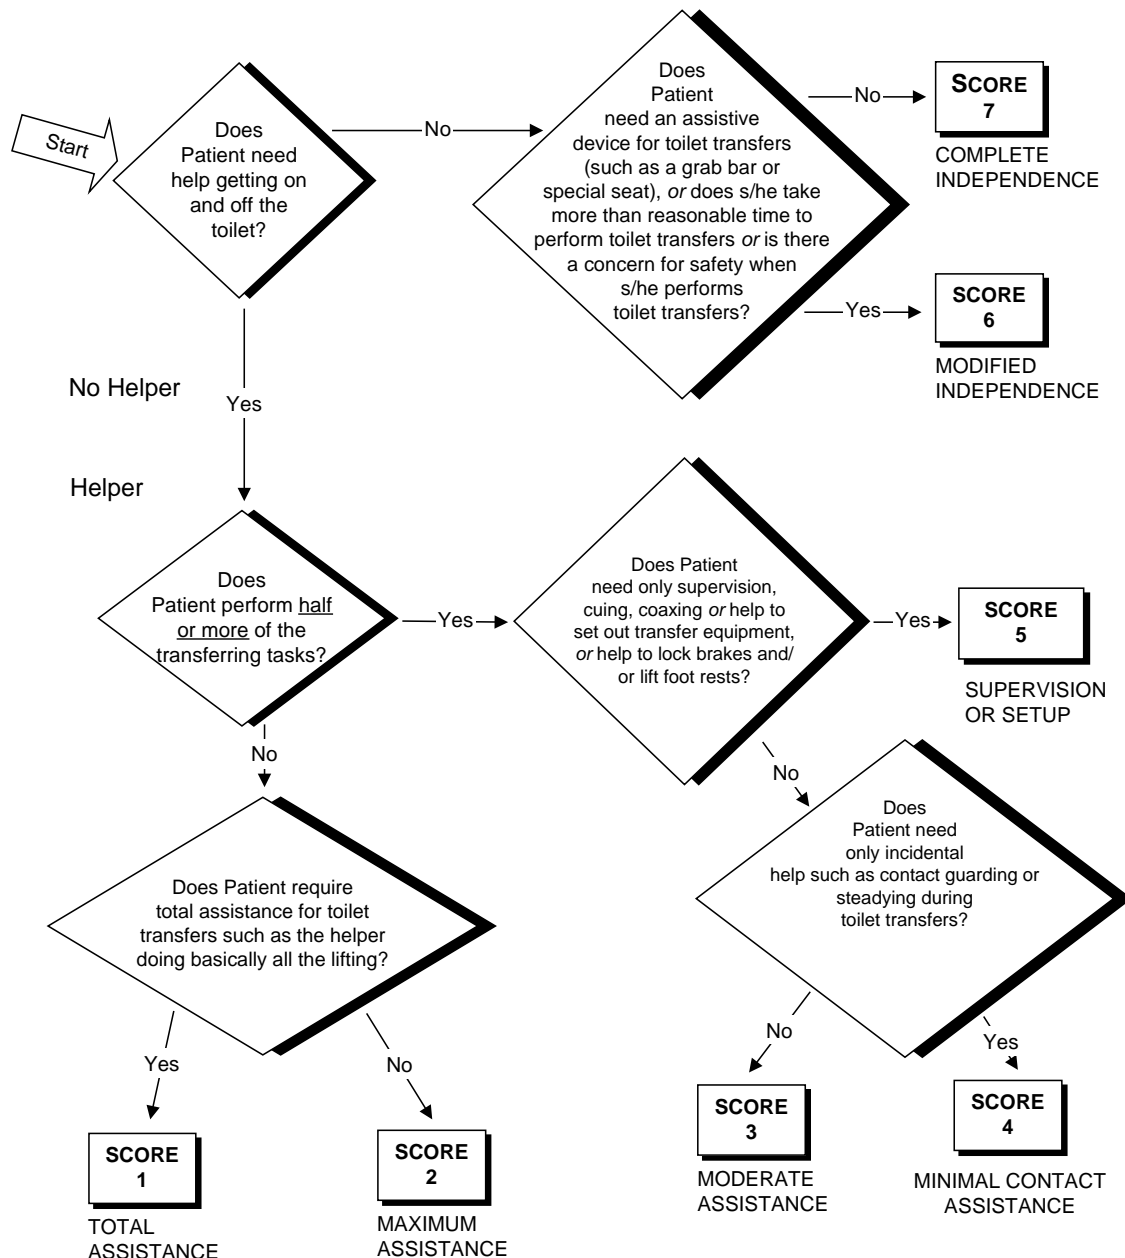 Start
Does
Patient need
help getting on
and off the
toilet?
No
Does
Patient
need an assistive
device for toilet transfers
(such as a grab bar or
special seat), or does s/he take
more than reasonable time to
perform toilet transfers or is there
a concern for safety when
s/he performs
toilet transfers?
No
SCORE
7
COMPLETE
INDEPENDENCE
Yes
SCORE
6
MODIFIED
INDEPENDENCE
No Helper
Yes
Helper
Does
Patient perform half
or more of the
transferring tasks?
Yes
Does Patient
need only supervision,
cuing, coaxing or help to
set out transfer equipment,
or help to lock brakes and/
or lift foot rests?
Yes
SCORE
5
SUPERVISION
OR SETUP
No
No
Does
Patient need
only incidental
help such as contact guarding or
steadying during
toilet transfers?
Does Patient require
total assistance for toilet
transfers such as the helper
doing basically all the lifting?
Yes
No
No
Yes
SCORE
1
TOTAL
ASSISTANCE
SCORE
2
MAXIMUM
ASSISTANCE
SCORE
3
MODERATE
ASSISTANCE
SCORE
4
MINIMAL CONTACT
ASSISTANCE